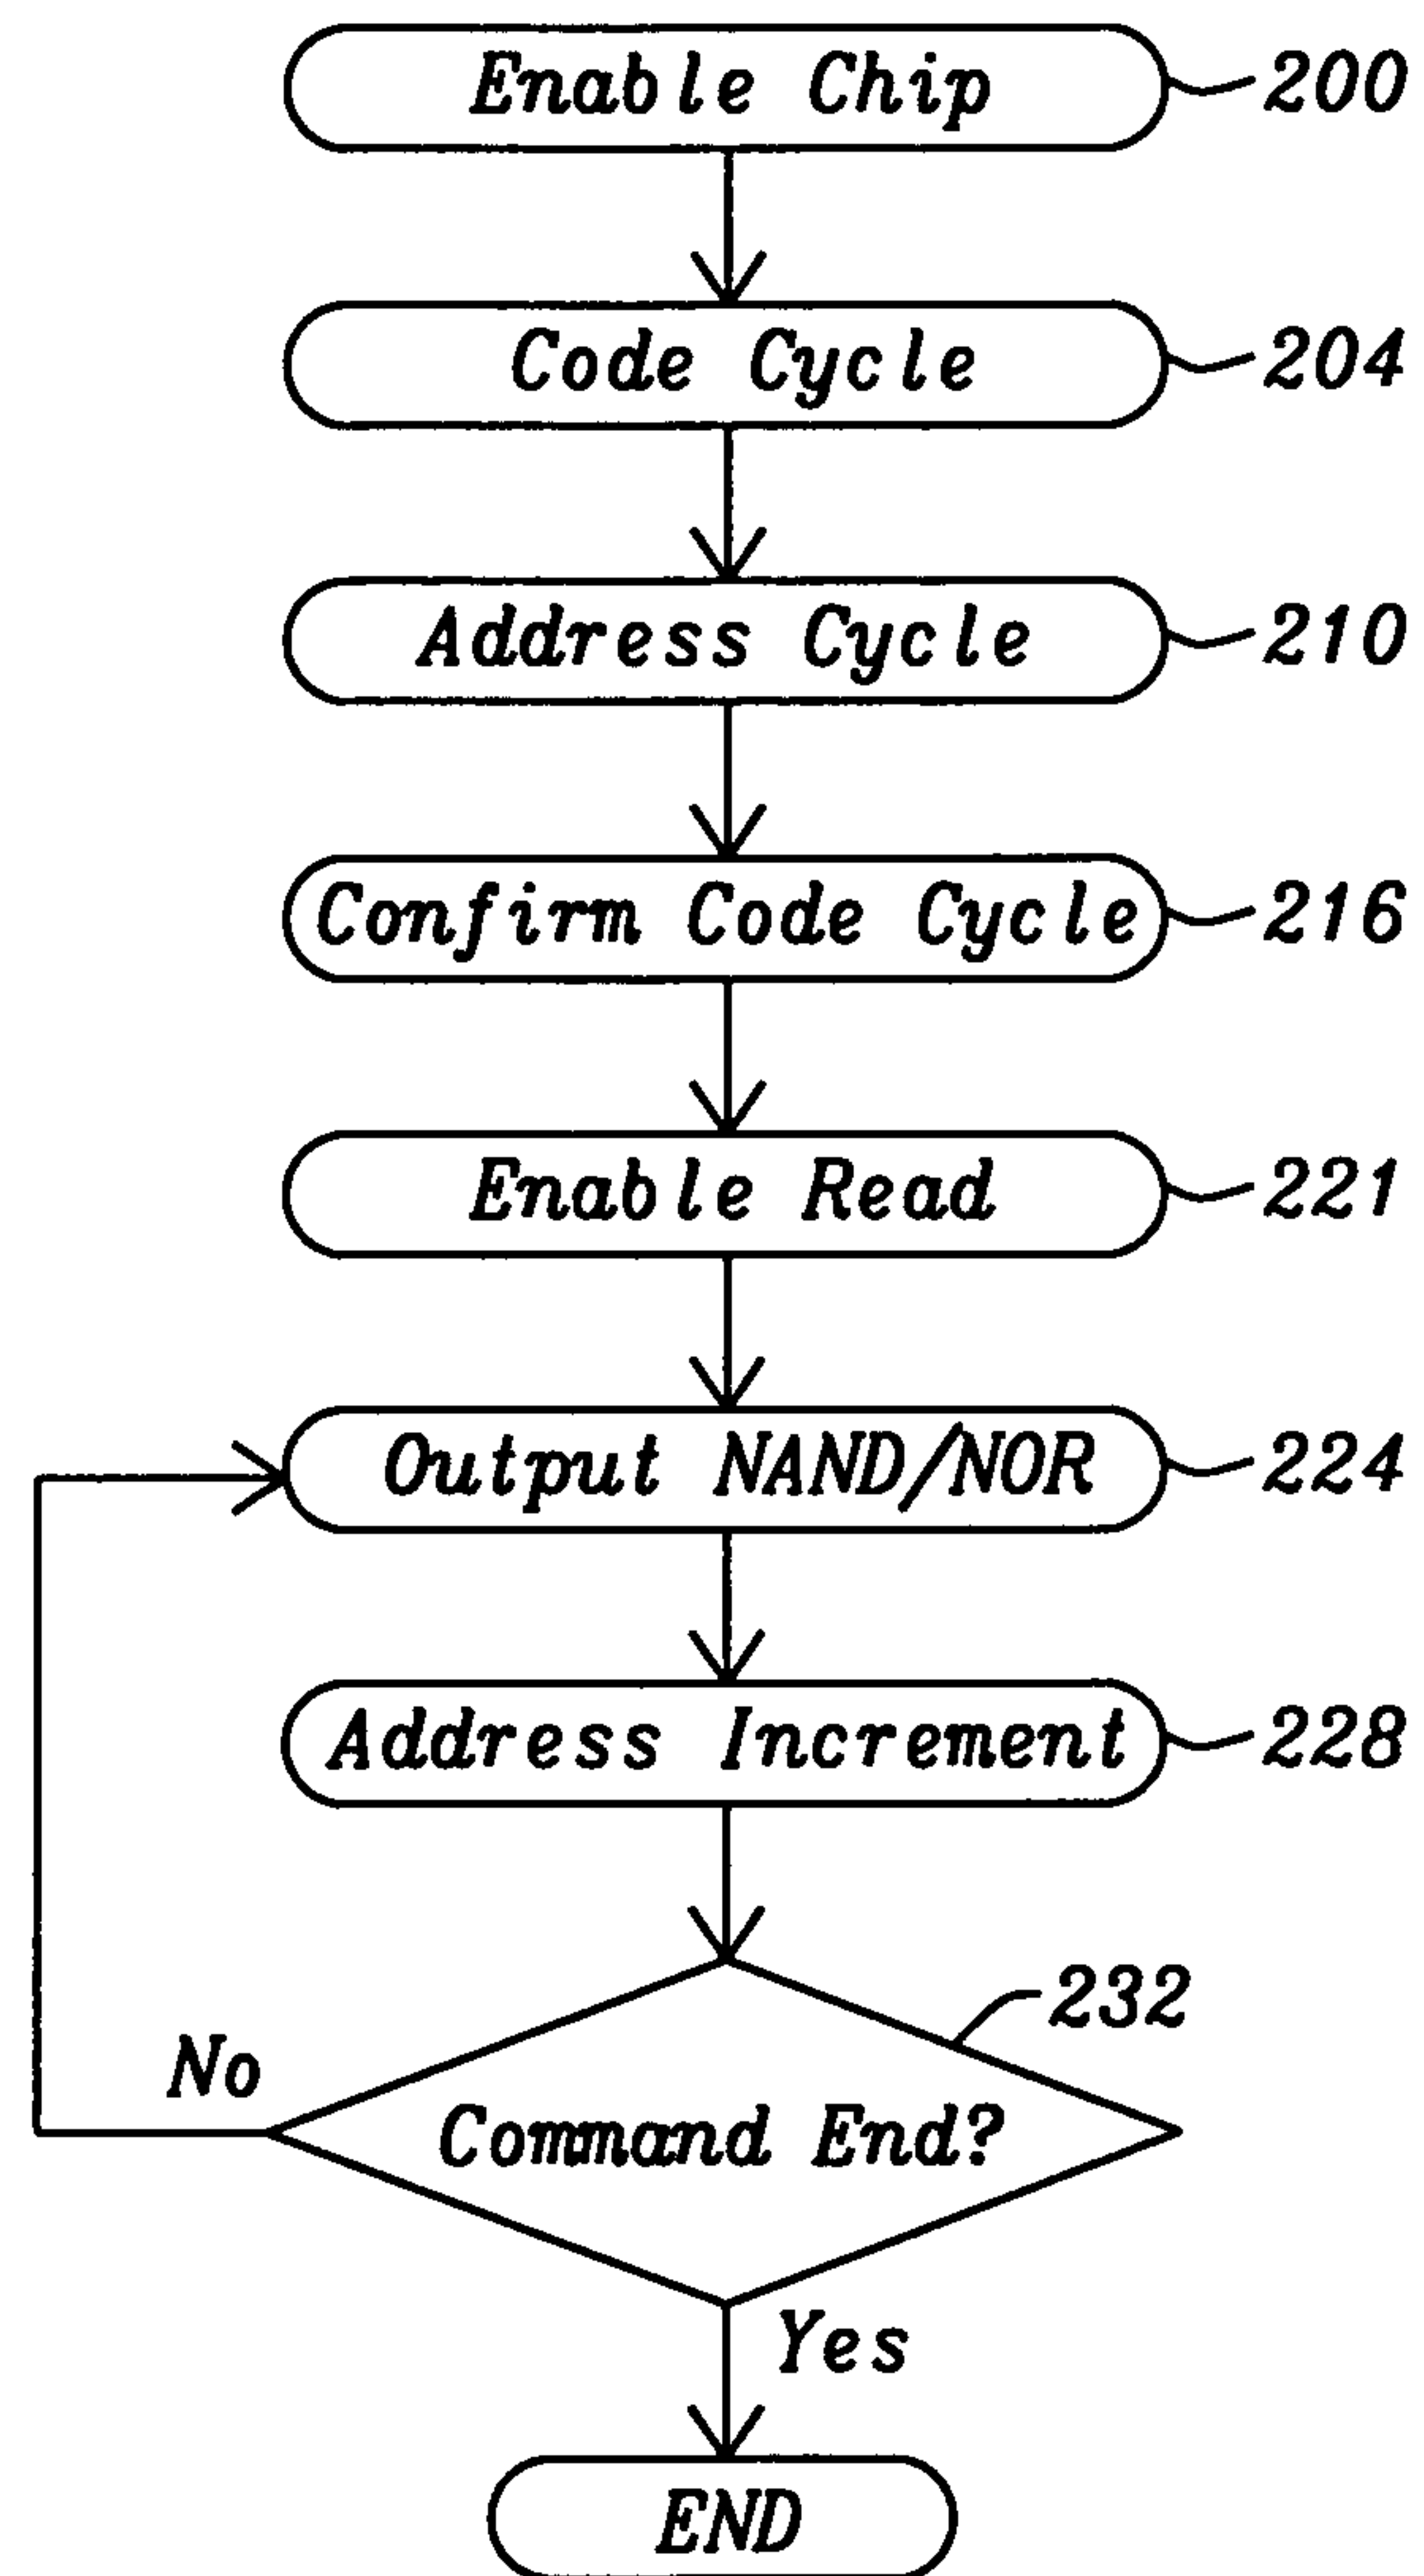 Enable Chip 200
Code Cycle 204
Address Cycle 210
Confirm Code Cycle 216
Enable Read 221
Output NAND/NOR 224
Address Increment 228
232
No
Command End?
Yes
END